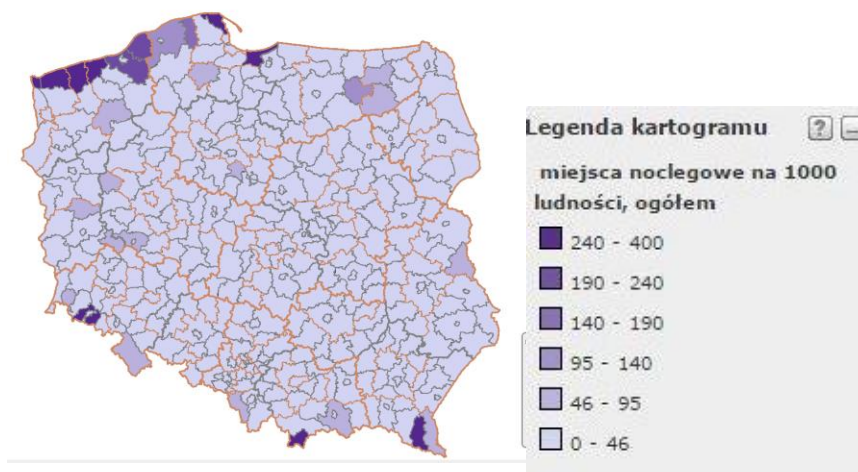 Legenda kartogramu ?
miejsca noclegowe na 1000
ludności, ogółem
240 - 400
190 - 240
140 - 190
95 - 140
46 - 95
0 - 46